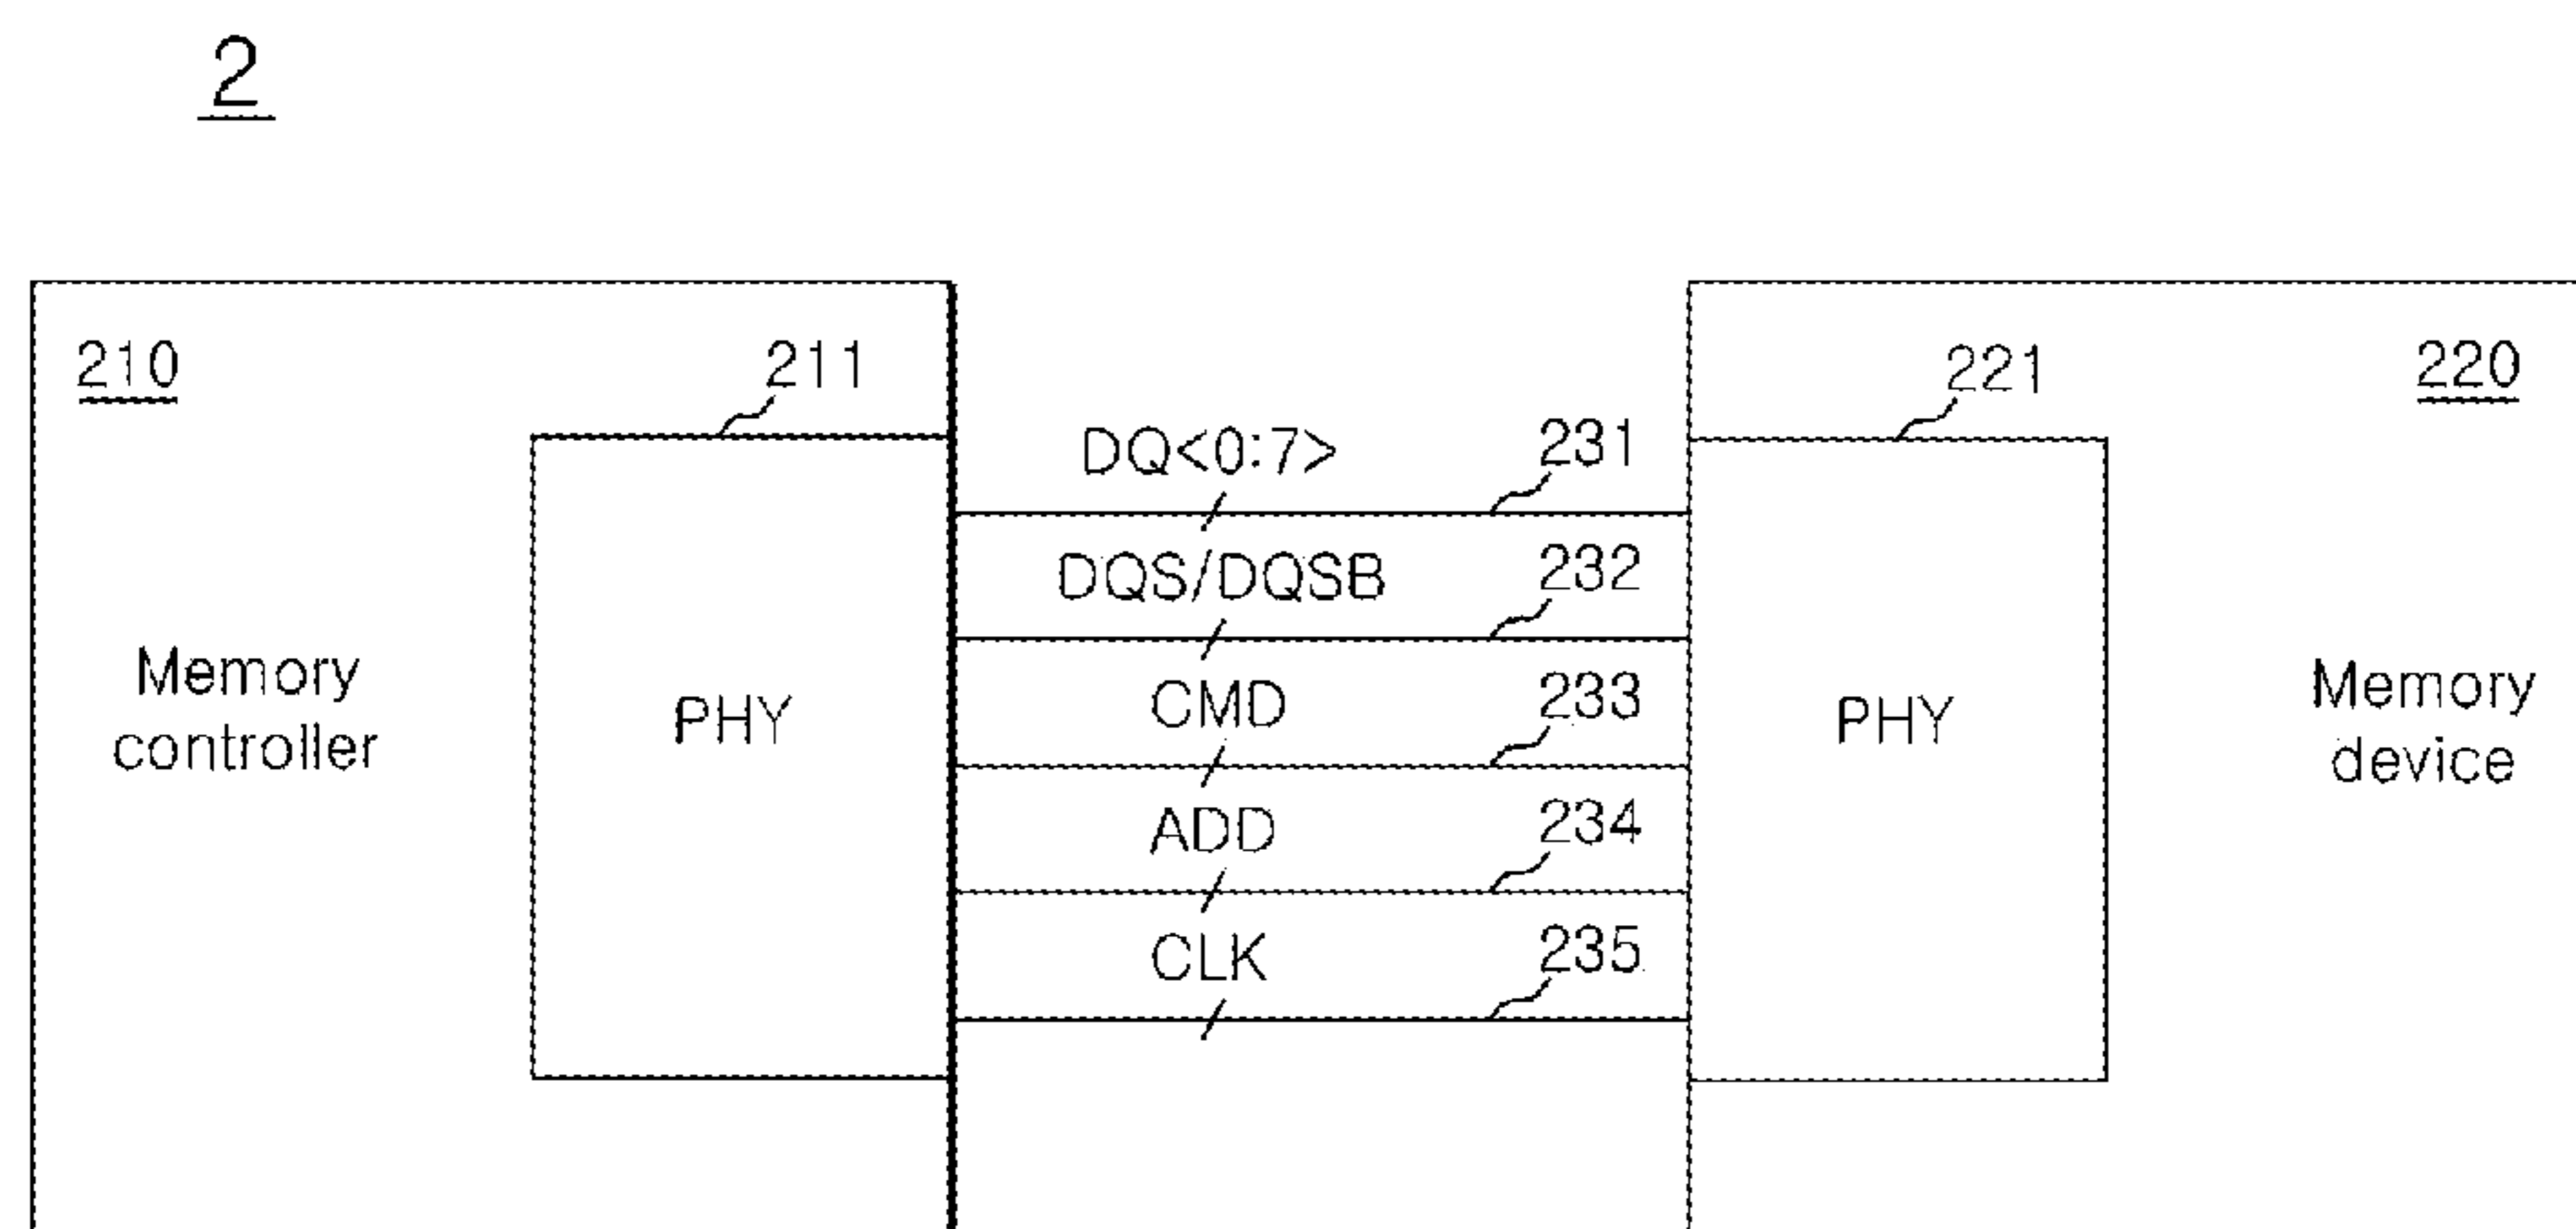 2
210
211
221
220
DQ<0:7>
231
DQS/DQSB
232
CMD
233
ADD
234
CLK
235
Memory
controller
PHY
PHY
Memory
device